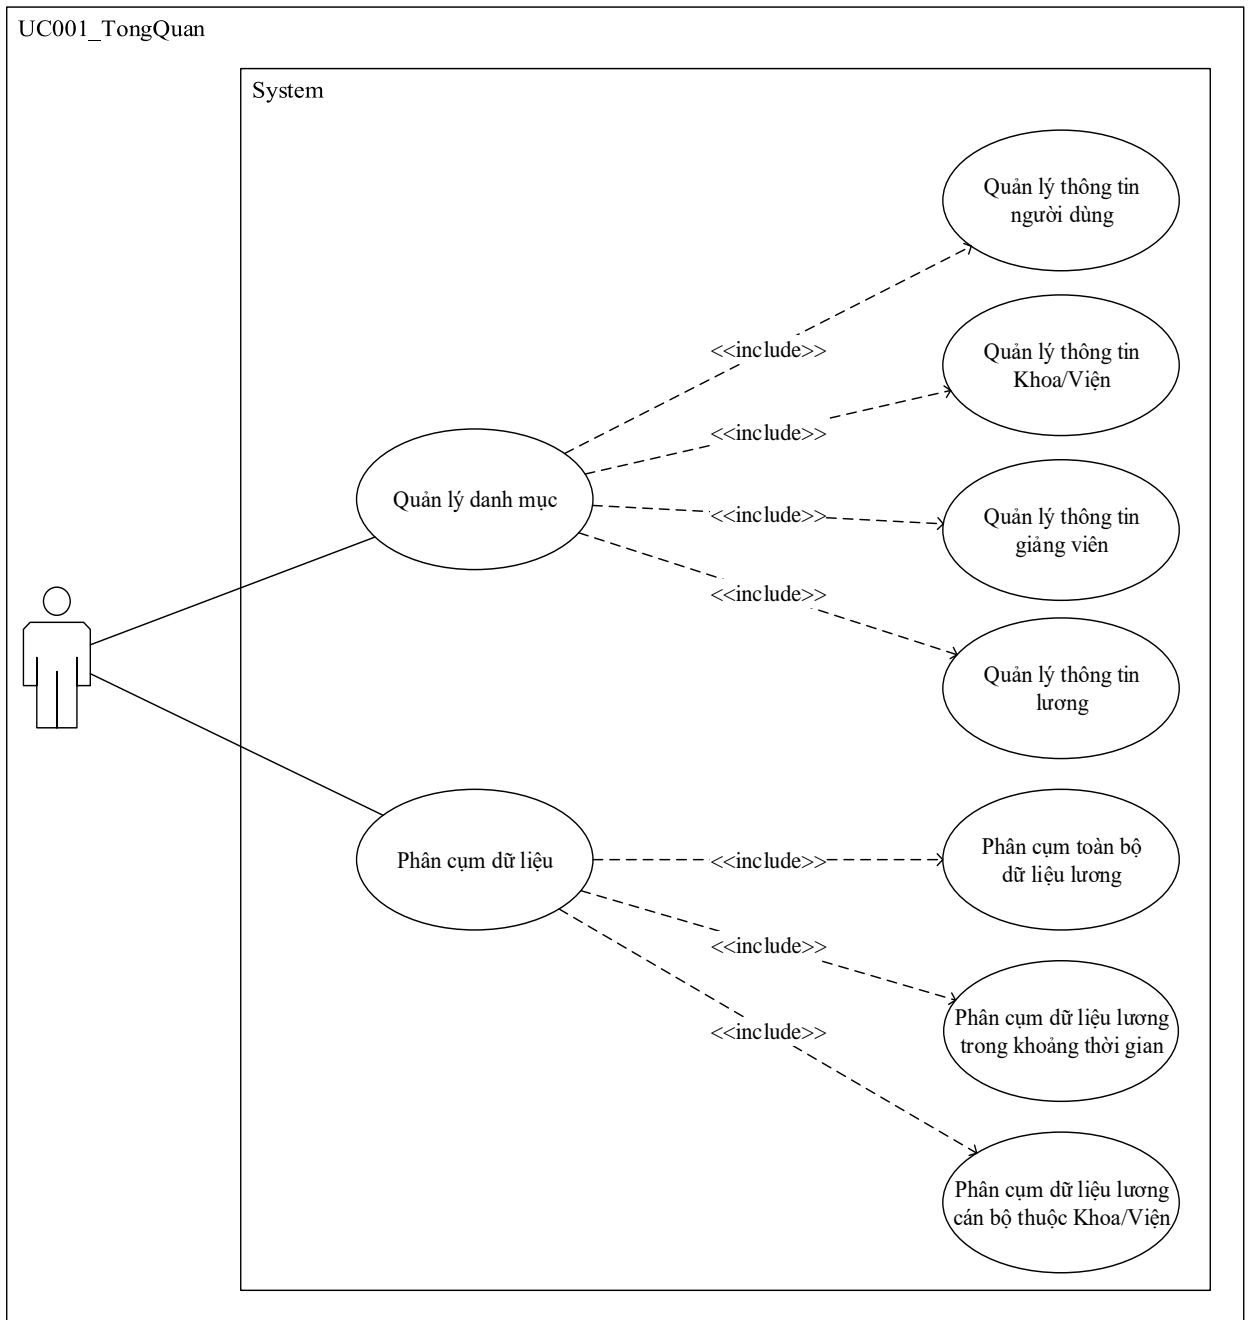 UC001_TongQuan
System
Quản lý thông tin
người dùng
<<include>>
Quản lý thông tin
Khoa/Viện
<<include>>
Quản lý danh mục
<<include>>
Quản lý thông tin
giảng viên
<<include>>
Quản lý thông tin
lương
Phân cụm dữ liệu
<<include>>
Phân cụm toàn bộ
dữ liệu lương
<<include>>
Phân cụm dữ liệu lương
trong khoảng thời gian
<<include>>
Phân cụm dữ liệu lương
cán bộ thuộc Khoa/Viện